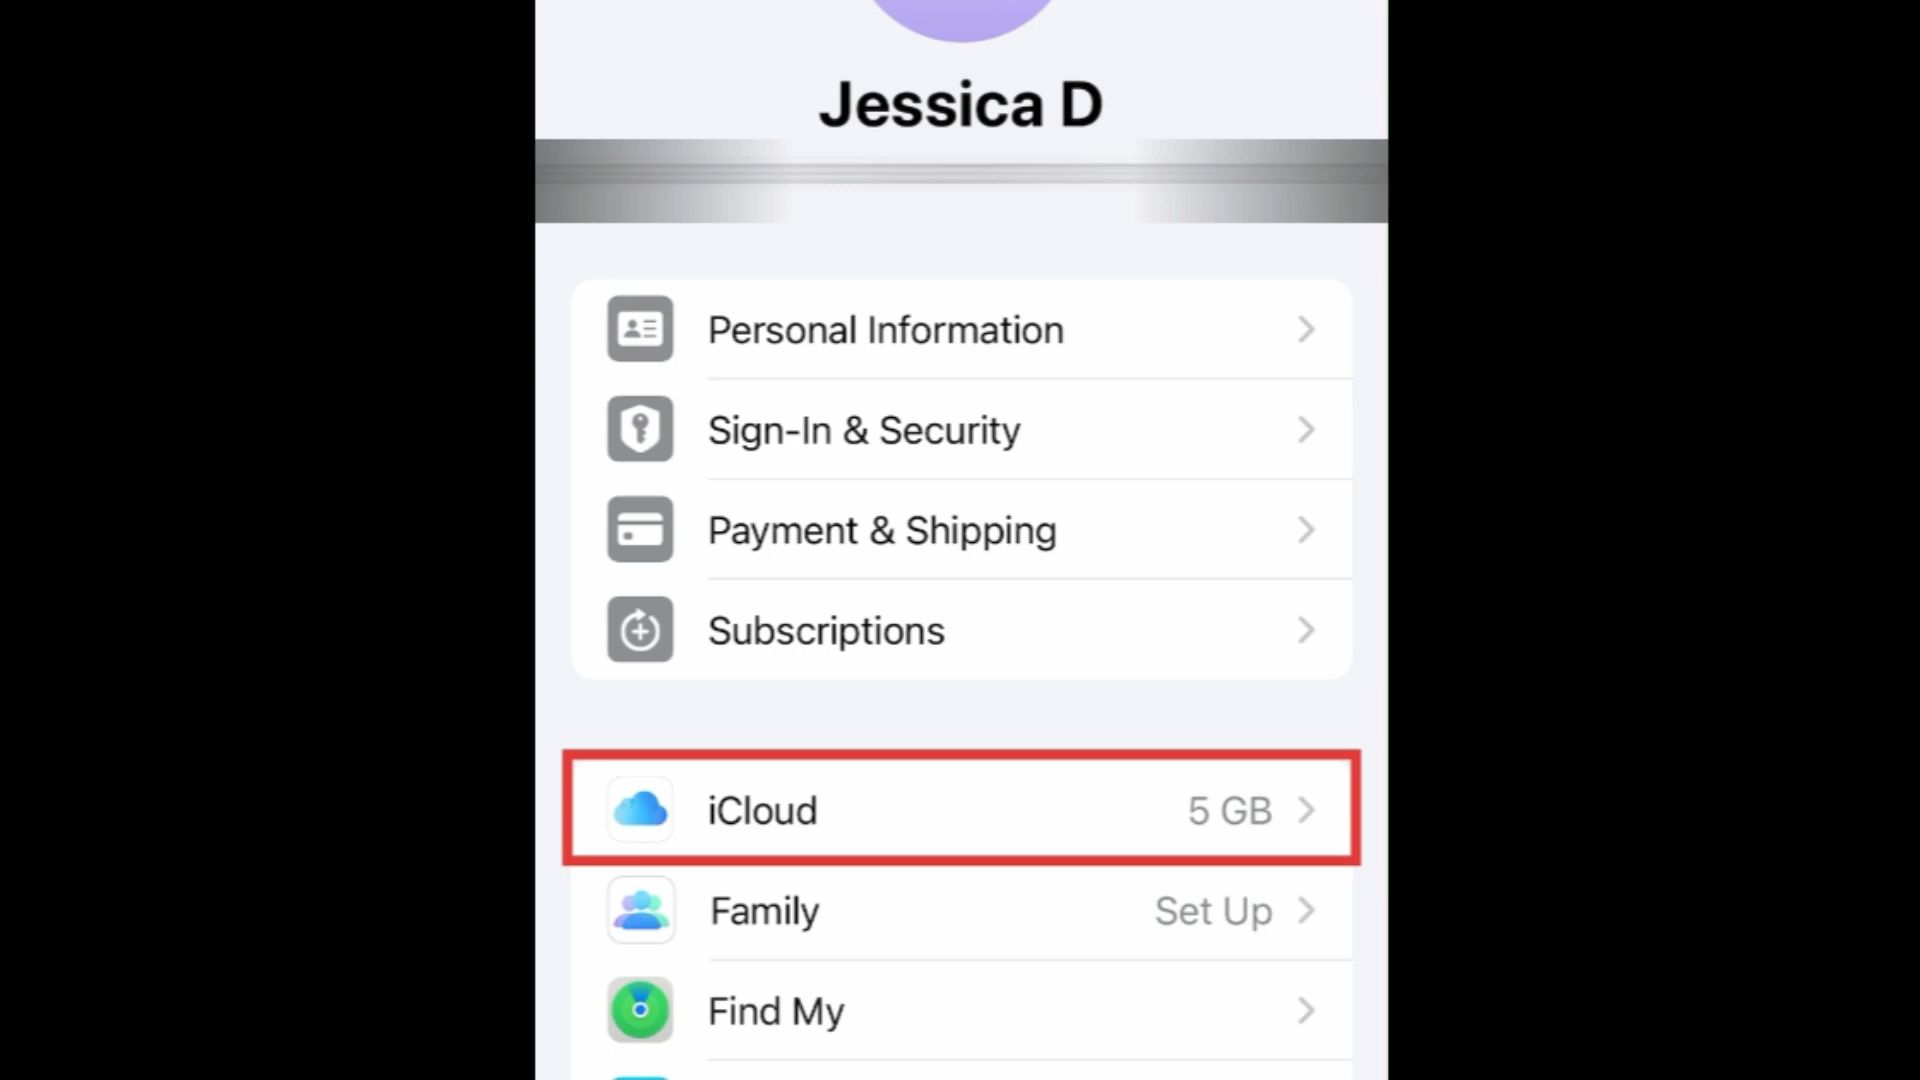 Jessica D
Personal Information
Sign-In & Security
Payment & Shipping
Subscriptions
iCloud 5 GB
Family Set Up
Find My